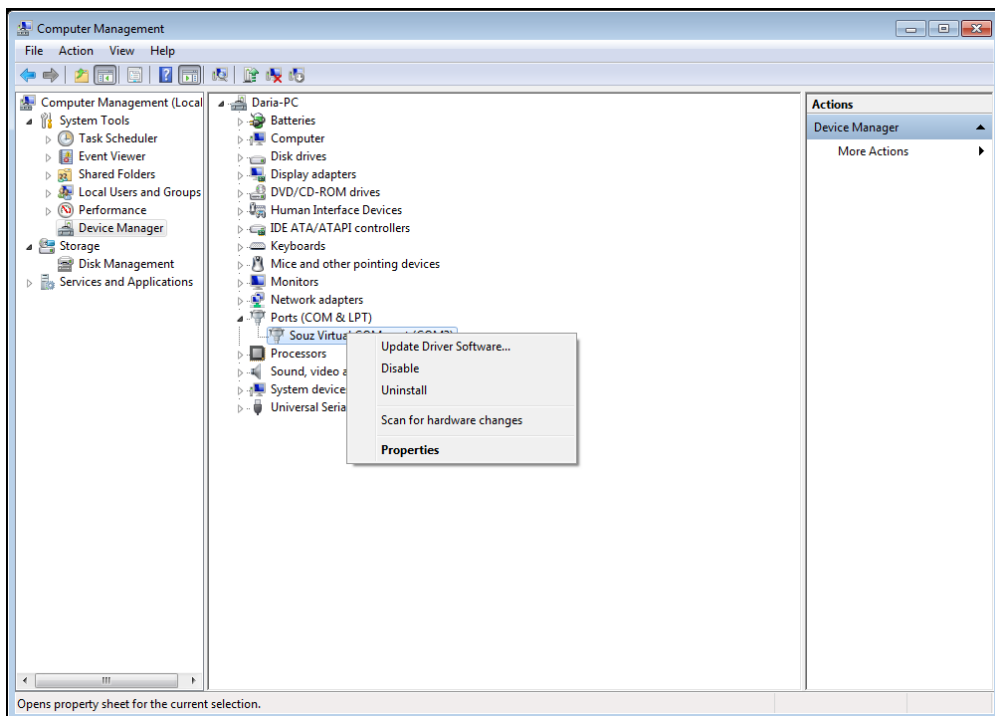 Computer Management
File Action View Help
Computer Management (Local
System Tools
Task Scheduler
Event Viewer
Shared Folders
Local Users and Groups
Performance
Device Manager
Storage
Disk Management
Services and Applications
Daria-PC
Batteries
Computer
Disk drives
Display adapters
DVD/CD-ROM drives
Human Interface Devices
IDE ATA/ATAPI controllers
Keyboards
Mice and other pointing devices
Monitors
Network adapters
Ports (COM & LPT)
Souz Virtua
Processors
Sound, video a
System device
Universal Seria
Update Driver Software...
Disable
Uninstall
Scan for hardware changes
Properties
Actions
Device Manager
More Actions
Opens property sheet for the current selection.